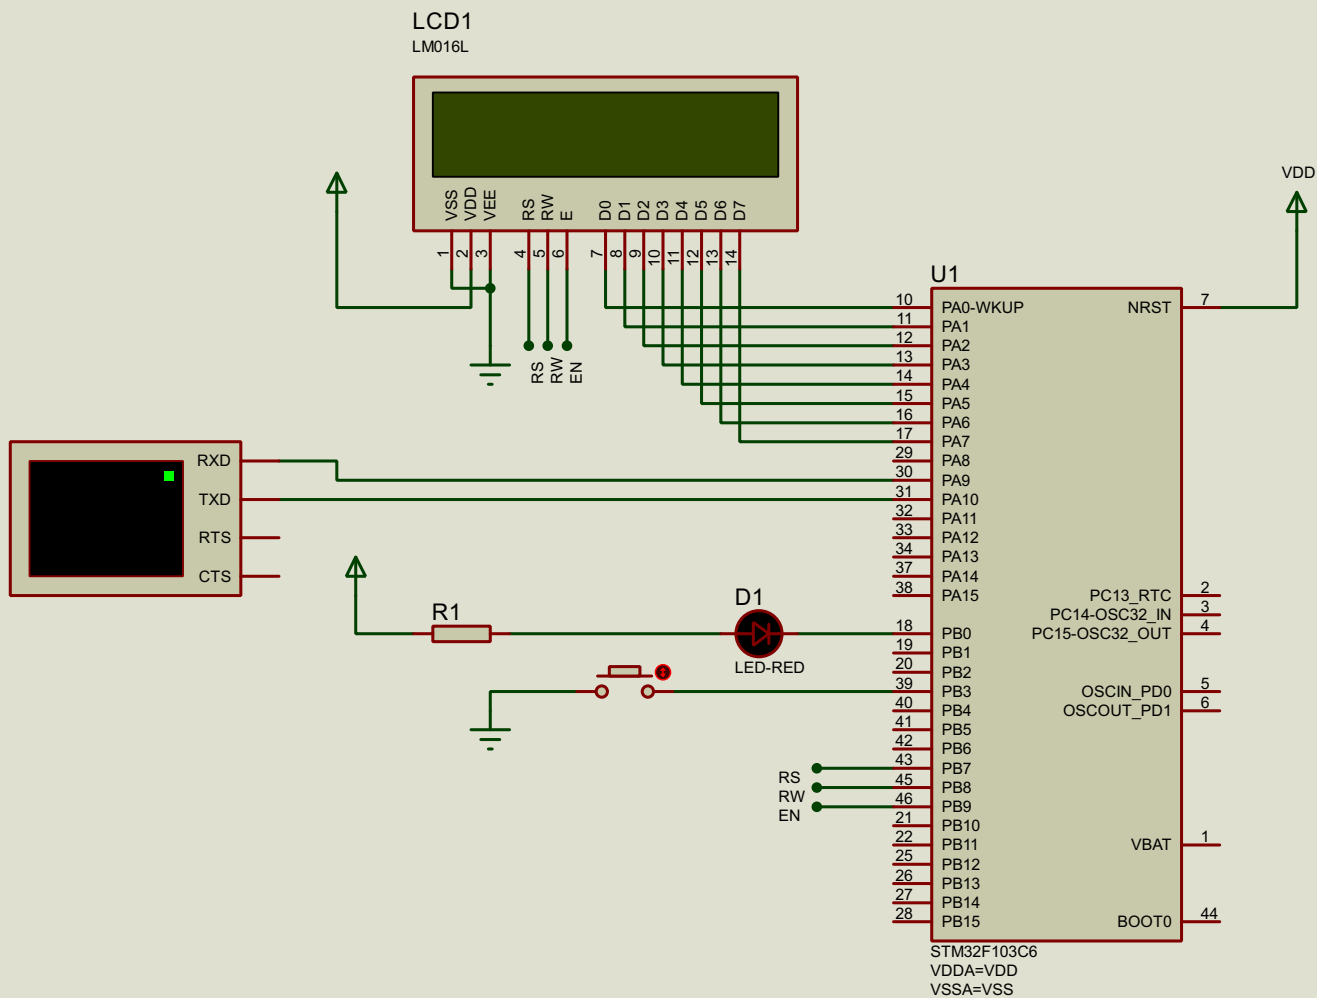 LCD1
LM016L
VSS
VDD
VEE
RS
RW
E
D0
D1
D2
D3
D4
D5
D6
D7
1
2
3
4
5
6
7
8
9
10
11
12
13
14
RS
RW
EN
VDD
RXD
TXD
RTS
CTS
R1
D1
LED-RED
RS
RW
EN
U1
10 PA0-WKUP
11 PA1
12 PA2
13 PA3
14 PA4
15 PA5
16 PA6
17 PA7
29 PA8
30 PA9
31 PA10
32 PA11
33 PA12
34 PA13
37 PA14
38 PA15
18 PB0
19 PB1
20 PB2
39 PB3
40 PB4
41 PB5
42 PB6
43 PB7
45 PB8
46 PB9
21 PB10
22 PB11
25 PB12
26 PB13
27 PB14
28 PB15
NRST 7
PC13_RTC 2
PC14-OSC32_IN 3
PC15-OSC32_OUT 4
OSCIN_PD0 5
OSCOUT_PD1 6
VBAT 1
BOOT0 44
STM32F103C6
VDDA=VDD
VSSA=VSS